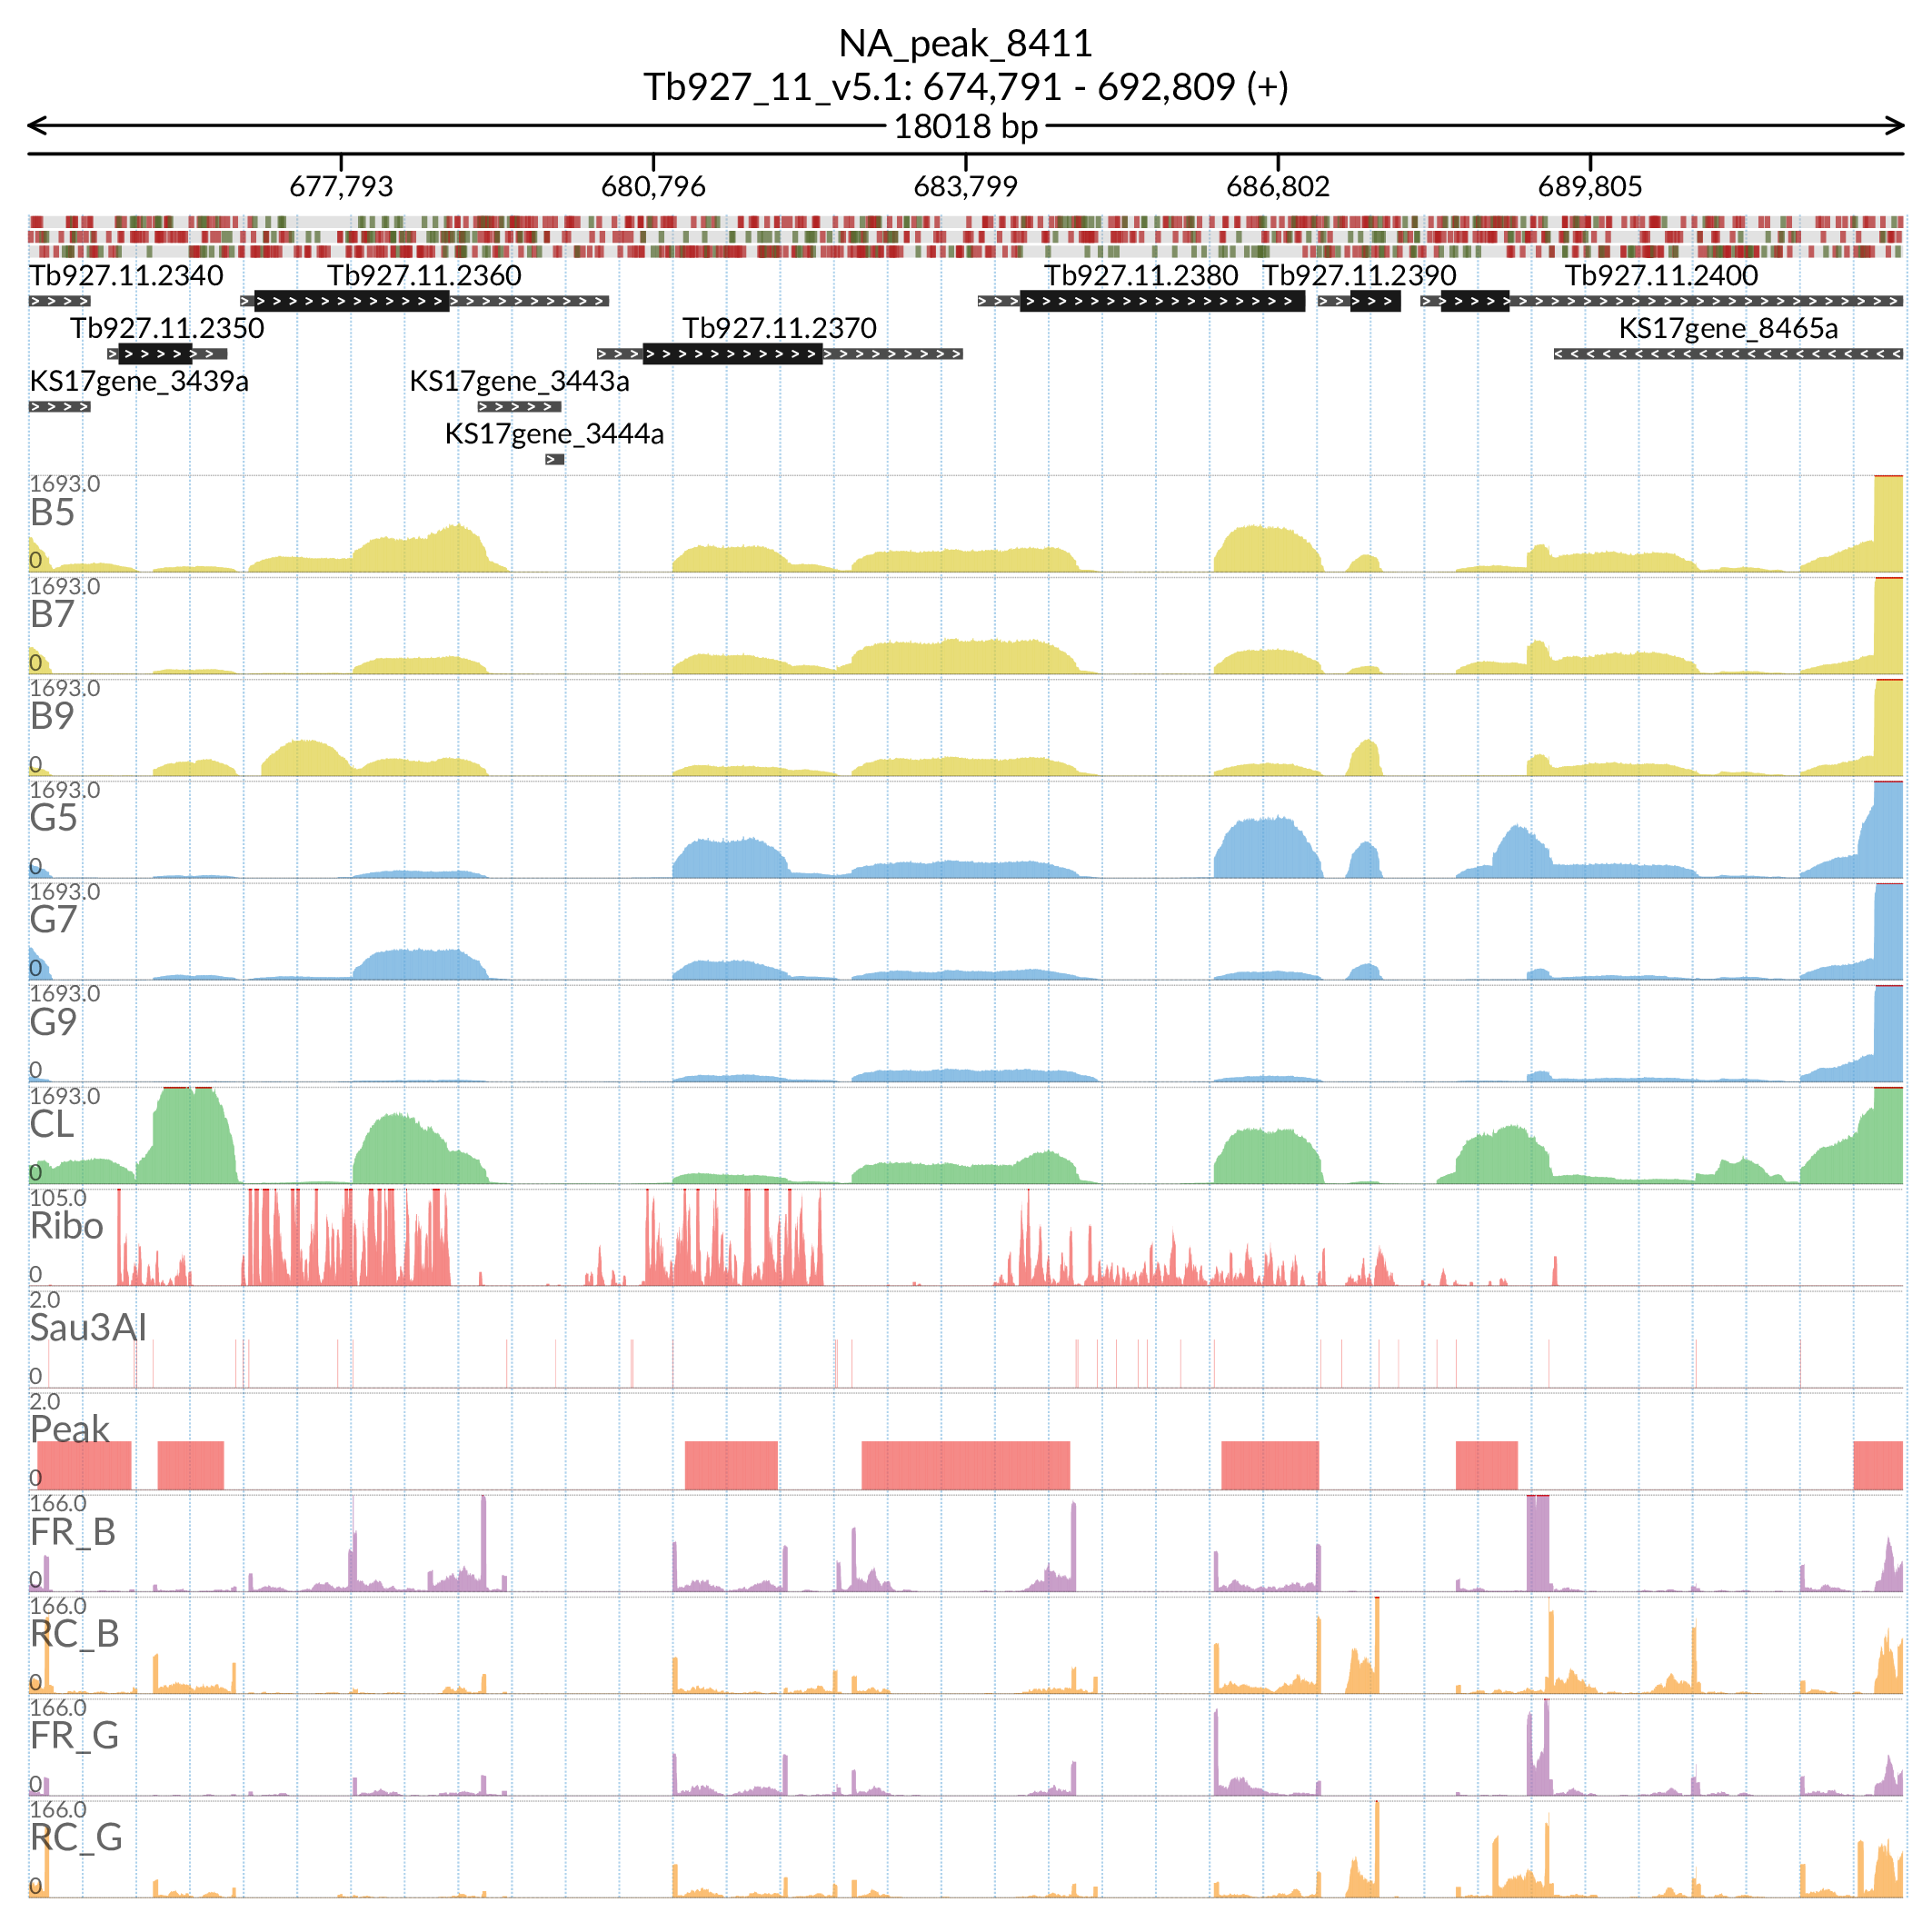 NA_peak_8411
Tb927_11_v5.1: 674,791 - 692,809 (+)
18018 bp
677,793 680,796 683,799 686,802 689,805
Tb927.11.2340 Tb927.11.2360 Tb927.11.2380 Tb927.11.2390 Tb927.11.2400
Tb927.11.2350 Tb927.11.2370 KS17gene_8465a
KS17gene_3439a KS17gene_3443a
KS17gene_3444a
1693.0
B5
0
1693.0
B7
0
1693.0
B9
0
1693.0
G5
0
1693.0
G7
0
1693.0
G9
0
1693.0
CL
0
105.0
Ribo
0
2.0
Sau3AI
0
2.0
Peak
0
166.0
FR_B
0
166.0
RC_B
0
166.0
FR_G
0
166.0
RC_G
0